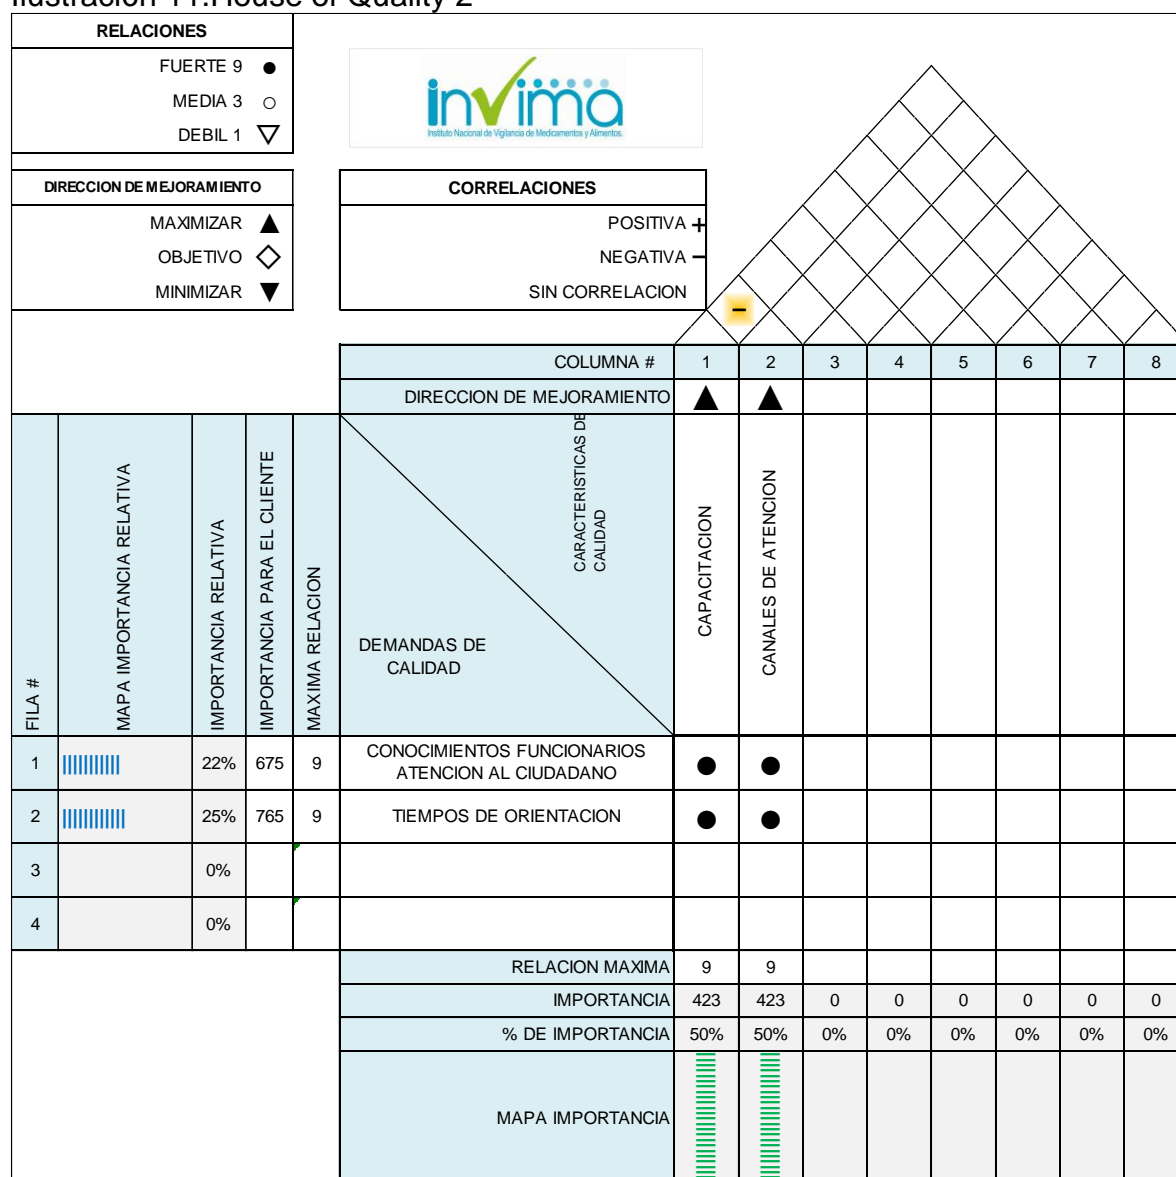 Ilustración 11.House of Quality 2
RELACIONES
FUERTE 9 ●
MEDIA 3 ○
DEBIL 1 ▽
invima
Instituto Nacional de Vigilancia de Medicamentos y Alimentos.
DIRECCION DE MEJORAMIENTO
MAXIMIZAR ▲
OBJETIVO ◇
MINIMIZAR ▼
CORRELACIONES
POSITIVA +
NEGATIVA −
SIN CORRELACION
−
COLUMNA # 1 2 3 4 5 6 7 8
DIRECCION DE MEJORAMIENTO ▲ ▲
FILA #
MAPA IMPORTANCIA RELATIVA
IMPORTANCIA RELATIVA
IMPORTANCIA PARA EL CLIENTE
MAXIMA RELACION
CARACTERISTICAS DE
CALIDAD
DEMANDAS DE
CALIDAD
CAPACITACION
CANALES DE ATENCION
1 |||||||||||| 22% 675 9 CONOCIMIENTOS FUNCIONARIOS
ATENCION AL CIUDADANO ● ●
2 ||||||||||||| 25% 765 9 TIEMPOS DE ORIENTACION ● ●
3 0%
4 0%
RELACION MAXIMA 9 9
IMPORTANCIA 423 423 0 0 0 0 0 0
% DE IMPORTANCIA 50% 50% 0% 0% 0% 0% 0% 0%
MAPA IMPORTANCIA